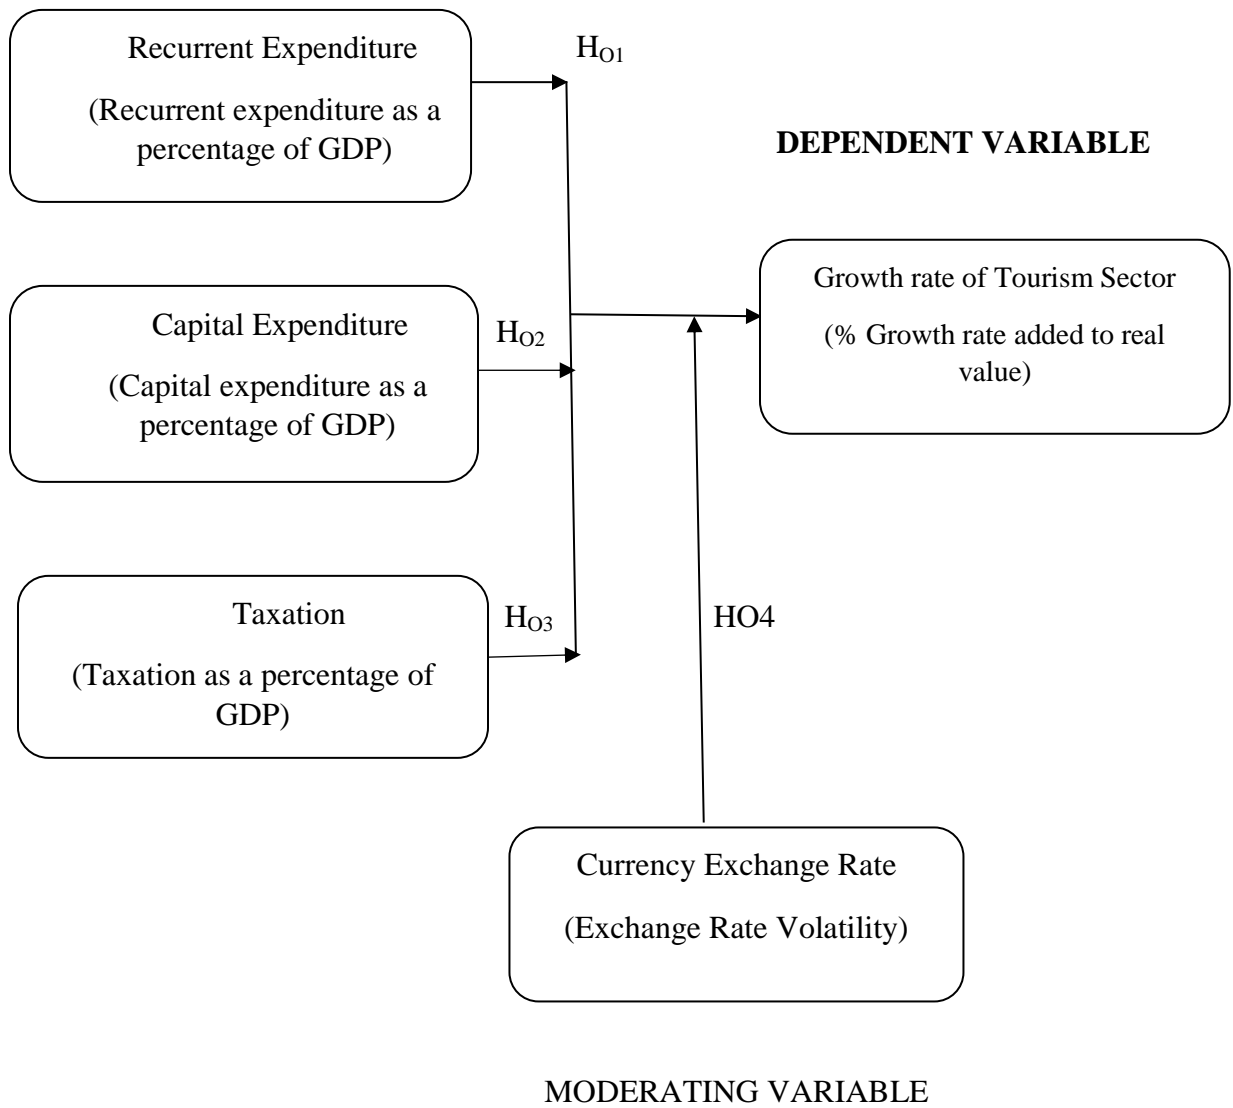 Recurrent Expenditure
(Recurrent expenditure as a
percentage of GDP)
HO1
DEPENDENT VARIABLE
Growth rate of Tourism Sector
(% Growth rate added to real
value)
Capital Expenditure
(Capital expenditure as a
percentage of GDP)
HO2
Taxation
(Taxation as a percentage of
GDP)
HO3
HO4
Currency Exchange Rate
(Exchange Rate Volatility)
MODERATING VARIABLE